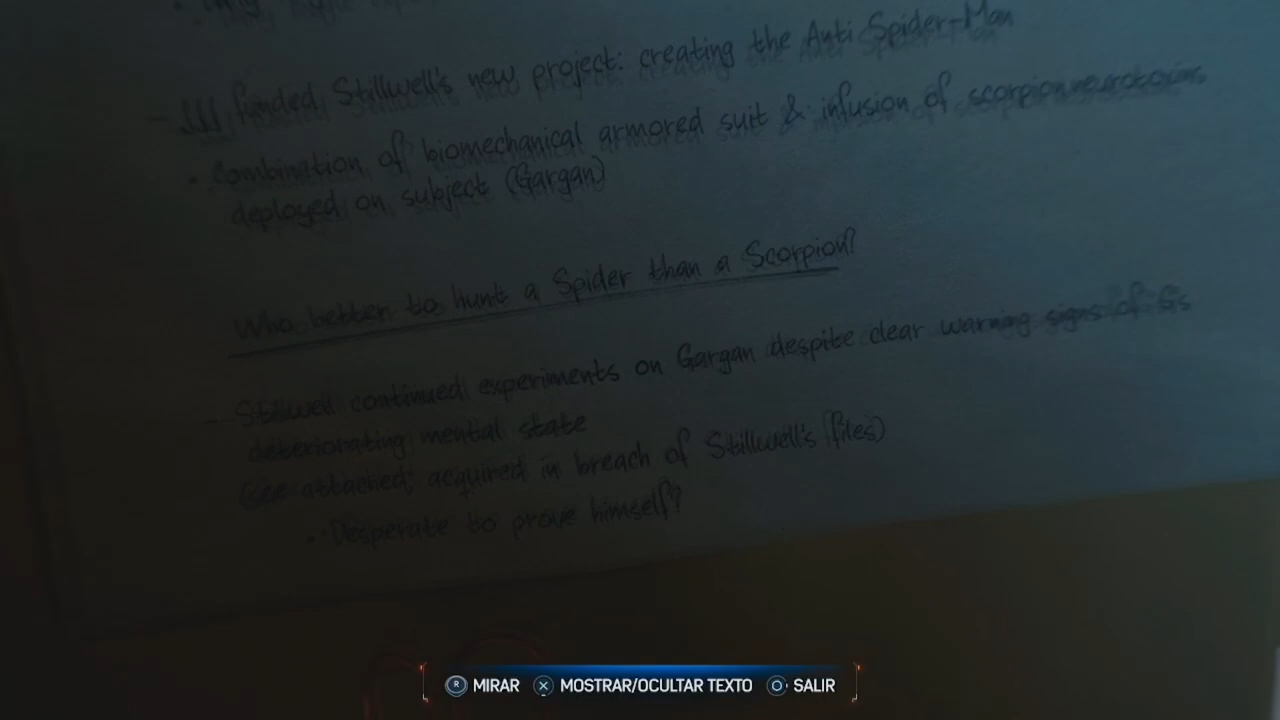 - JJJ funded Stillwell's new project: creating the Anti Spider-Man
• Combination of biomechanical armored suit & infusion of scorpion neurotoxins
deployed on subject (Gargan)
Who better to hunt a Spider than a Scorpion?
- Stillwell continued experiments on Gargan despite clear warning signs of G's
deteriorating mental state
(see attached; acquired in breach of Stillwell's files)
• Desperate to prove himself?
R MIRAR MOSTRAR/OCULTAR TEXTO SALIR